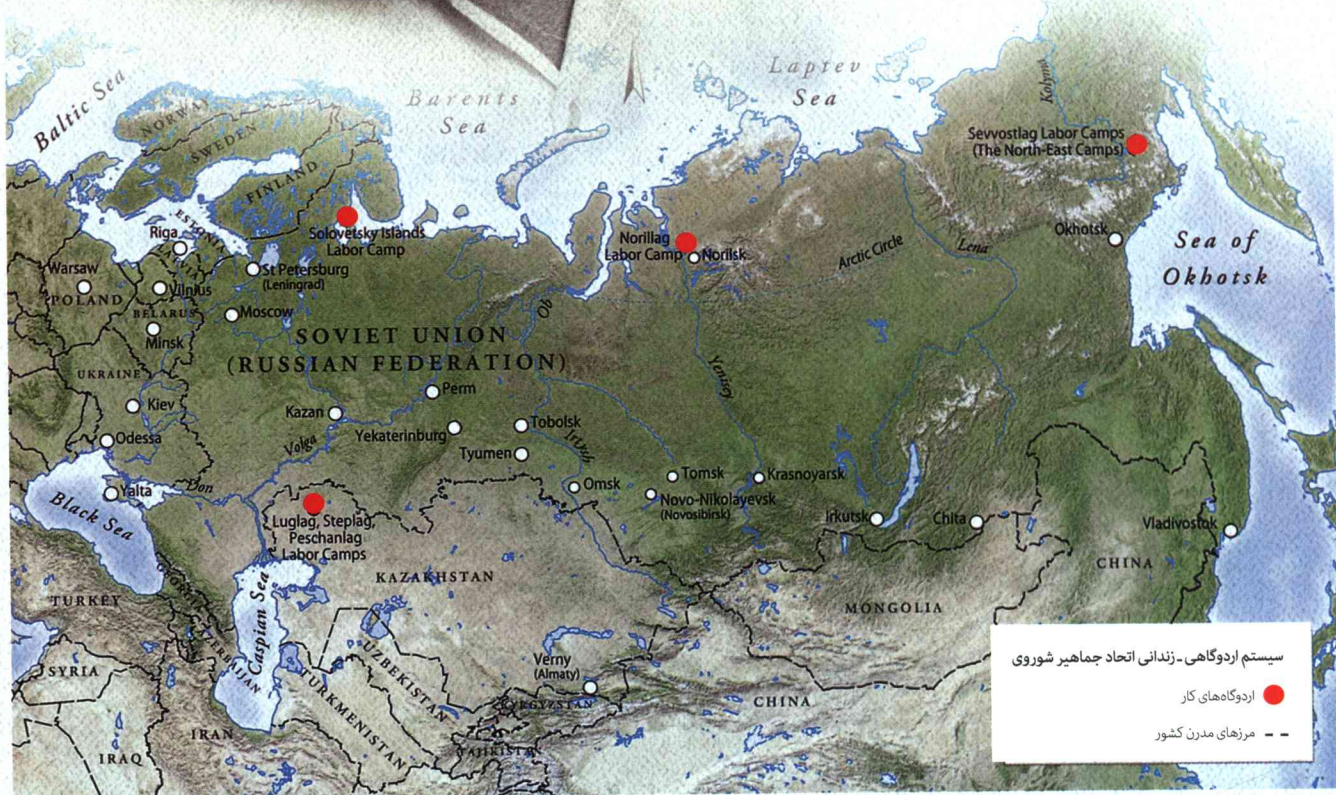 Laptev
Sea
Barents
Sea
Baltic Sea
NORWAY
SWEDEN
FINLAND
Kolyma
Sevvostlag Labor Camps
(The North-East Camps)
Solovetsky Islands
Labor Camp
Norillag
Labor Camp
Norilsk
Arctic Circle
Lena
Okhotsk
Sea of
Okhotsk
ESTONIA
Riga
LATVIA
St Petersburg
(Leningrad)
Warsaw
POLAND
Vilnius
BELARUS
Moscow
Minsk
Ob
SOVIET UNION
(RUSSIAN FEDERATION)
Yenisey
UKRAINE
Kiev
Perm
Kazan
Yekaterinburg
Tobolsk
Odessa
Volga
Tyumen
Irtysh
Tomsk
Krasnoyarsk
Omsk
Novo-Nikolayevsk
(Novosibirsk)
Yalta
Don
Black Sea
Irkutsk
Chita
Vladivostok
Luglag, Steplag,
Peschanlag
Labor Camps
KAZAKHSTAN
CHINA
MONGOLIA
TURKEY
AZERBAIJAN
Caspian Sea
UZBEKISTAN
TURKMENISTAN
Verny
(Almaty)
KYRGYZSTAN
TAJIKISTAN
CHINA
SYRIA
IRAQ
IRAN
سیستم اردوگاهی ـ زندانی اتحاد جماهیر شوروی
اردوگاه‌های کار
مرزهای مدرن کشور